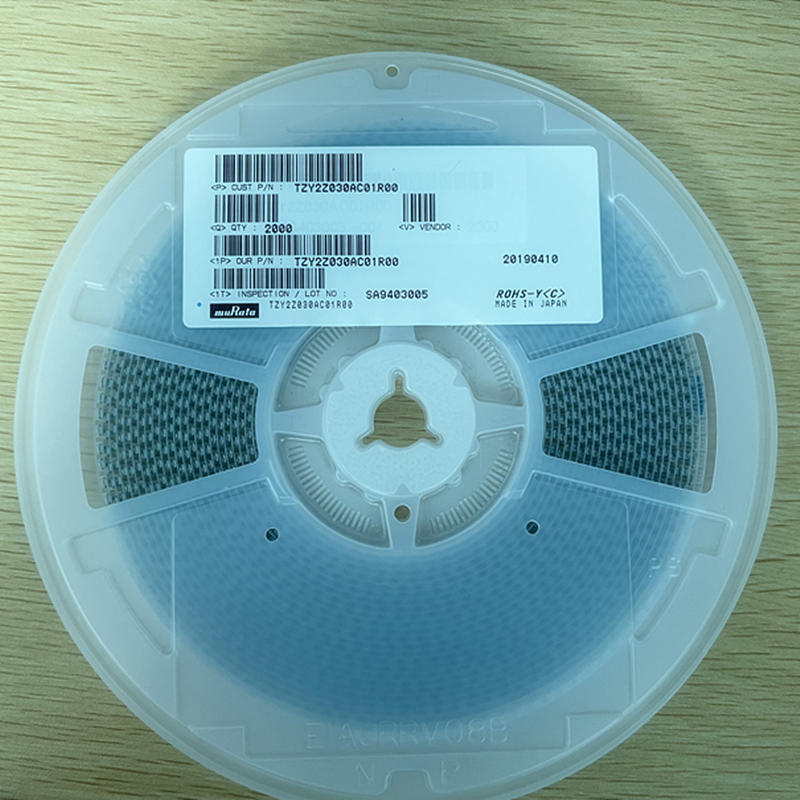 <P> CUST P/N : TZY2Z030AC01R00
<Q> QTY : 2000 <V> VENDOR :
<1P> OUR P/N : TZY2Z030AC01R00 20190410
<1T> INSPECTION / LOT NO : SA9403005 ROHS-Y<C>
muRata TZY2Z030AC01R00 MADE IN JAPAN
PS
N P